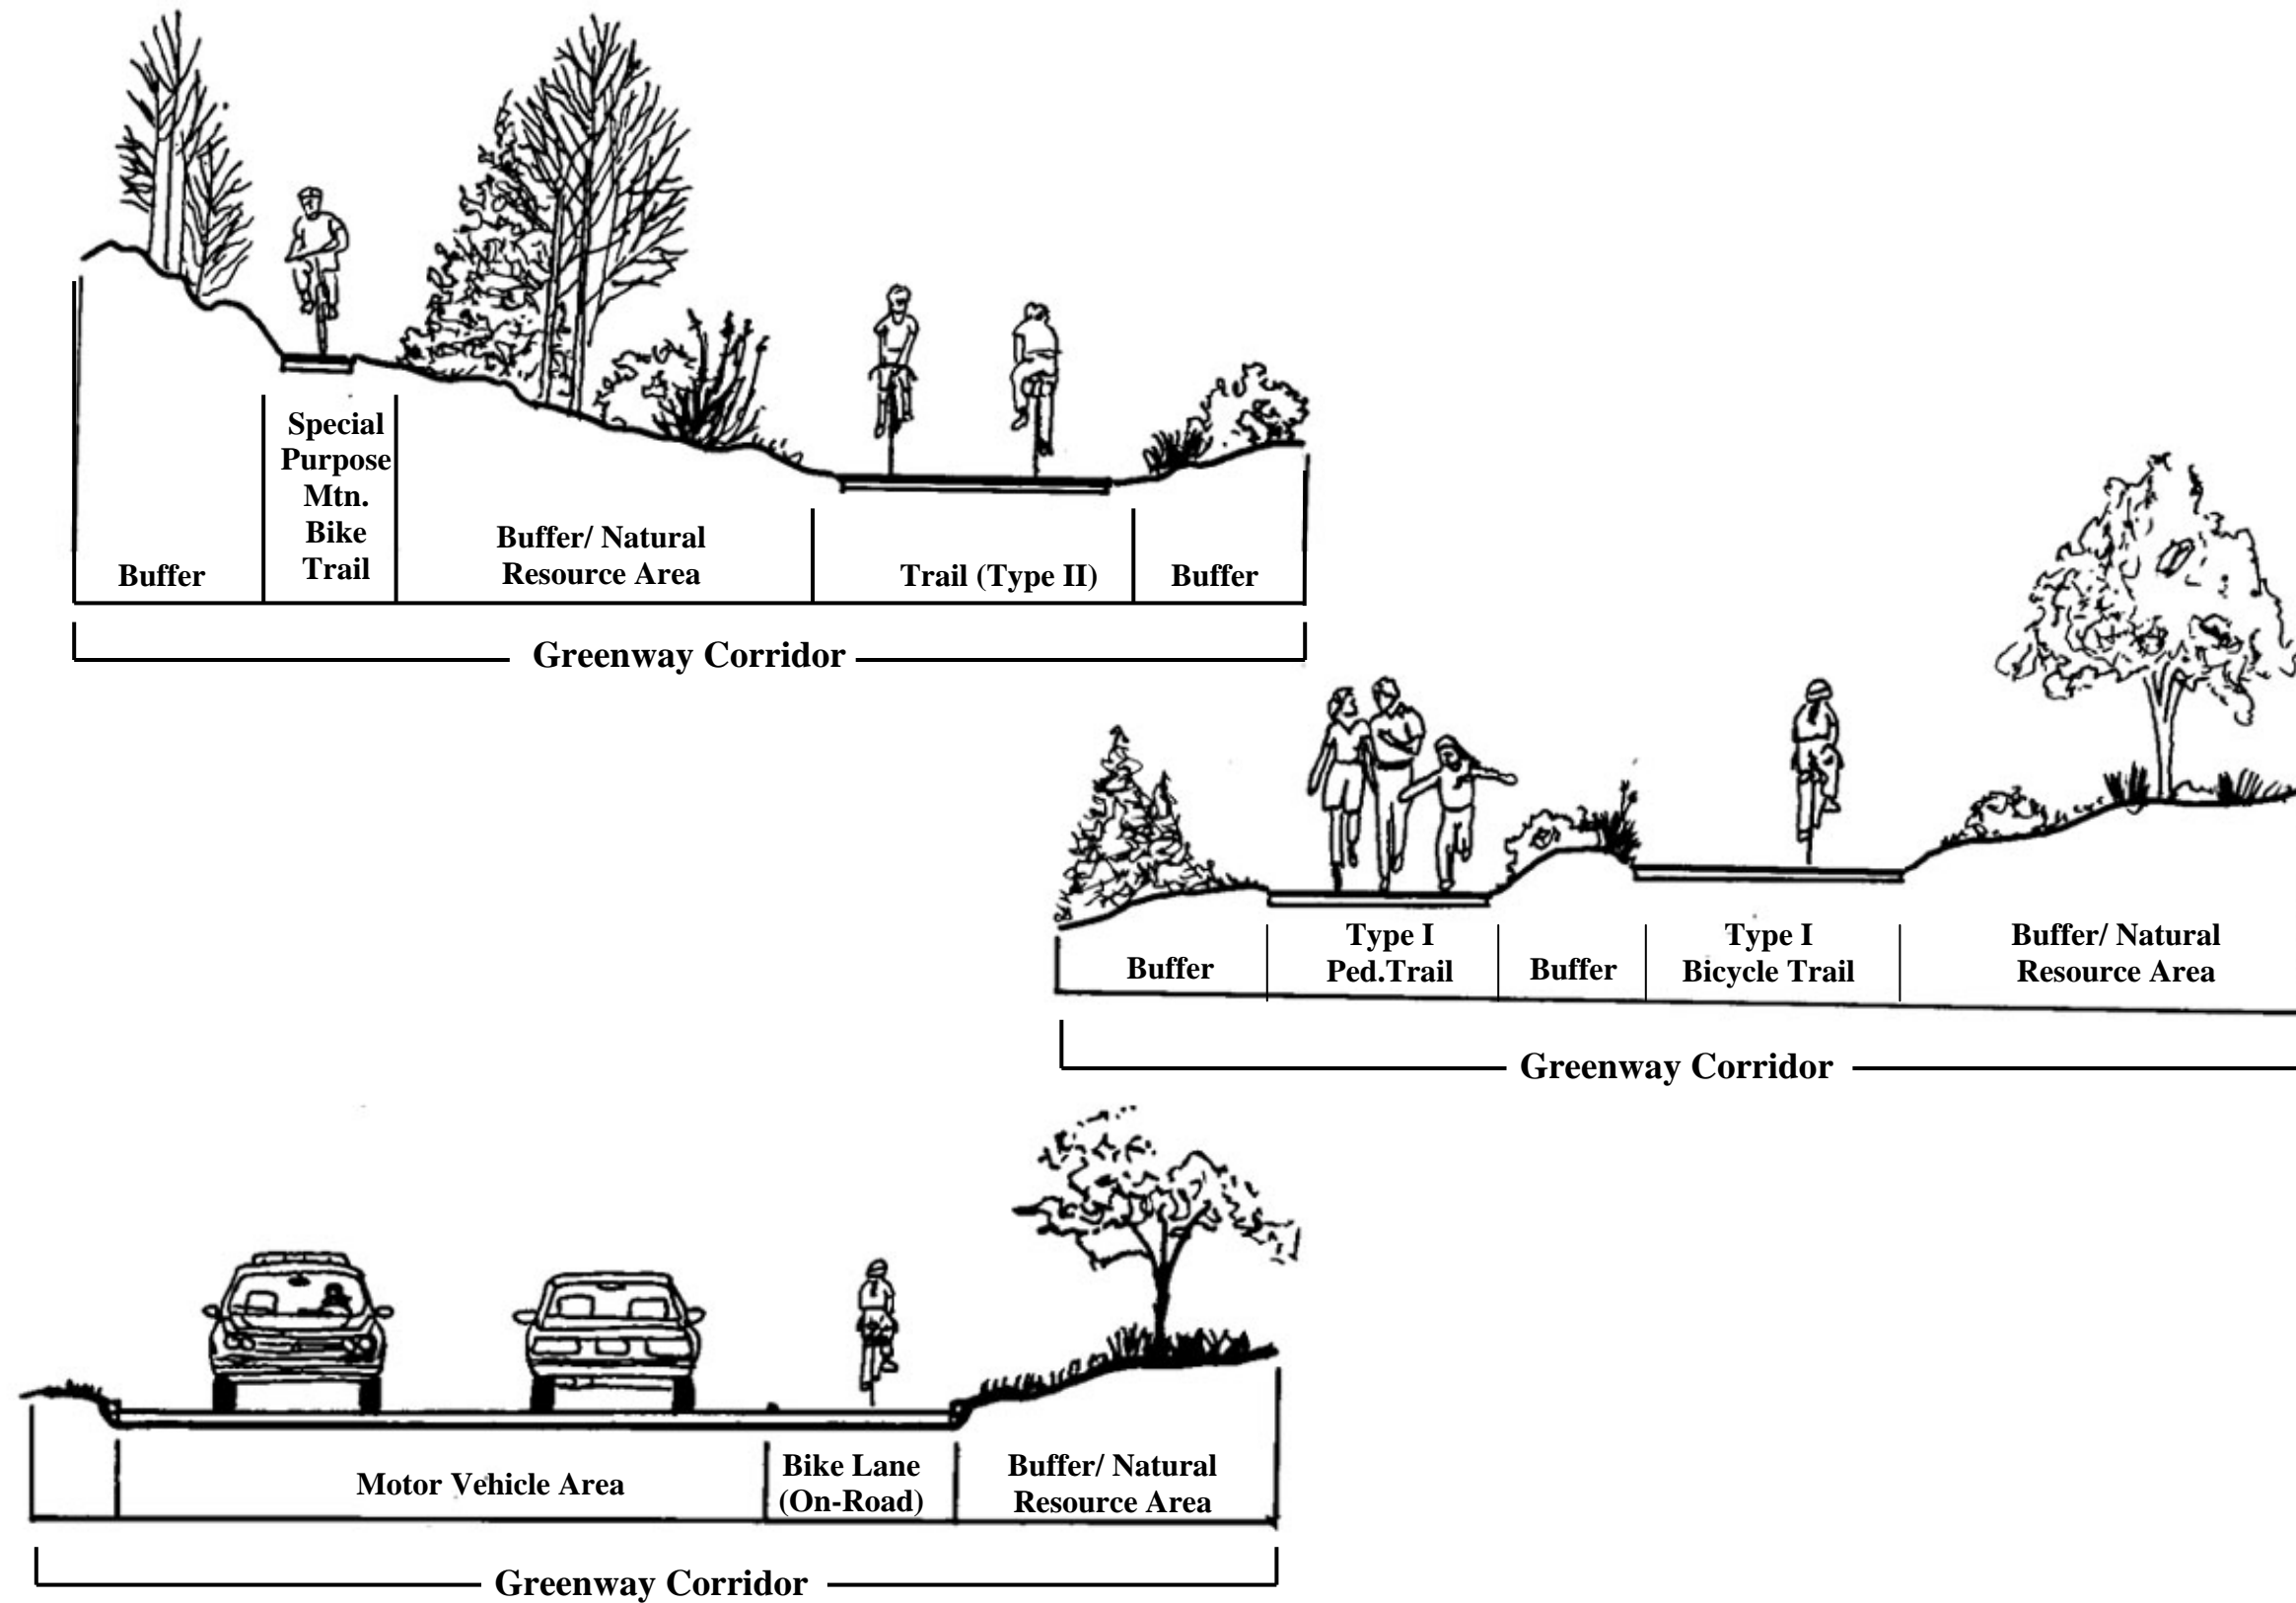 Special
Purpose
Mtn.
Bike
Trail
Buffer
Buffer/ Natural
Resource Area
Trail (Type II)
Buffer
Greenway Corridor
Buffer
Type I
Ped.Trail
Buffer
Type I
Bicycle Trail
Buffer/ Natural
Resource Area
Greenway Corridor
Motor Vehicle Area
Bike Lane
(On-Road)
Buffer/ Natural
Resource Area
Greenway Corridor